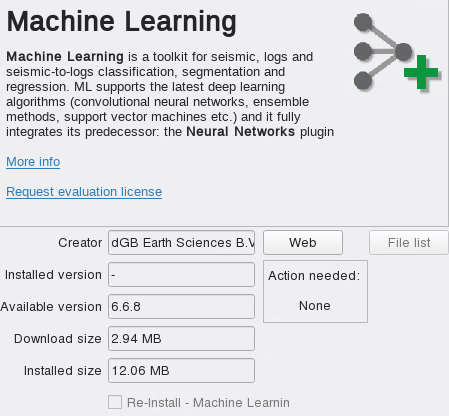 Machine Learning
Machine Learning is a toolkit for seismic, logs and
seismic-to-logs classification, segmentation and
regression. ML supports the latest deep learning
algorithms (convolutional neural networks, ensemble
methods, support vector machines etc.) and it fully
integrates its predecessor: the Neural Networks plugin
More info
Request evaluation license
Creator dGB Earth Sciences B.V Web File list
Installed version -
Action needed:
None
Available version 6.6.8
Download size 2.94 MB
Installed size 12.06 MB
Re-Install - Machine Learnin